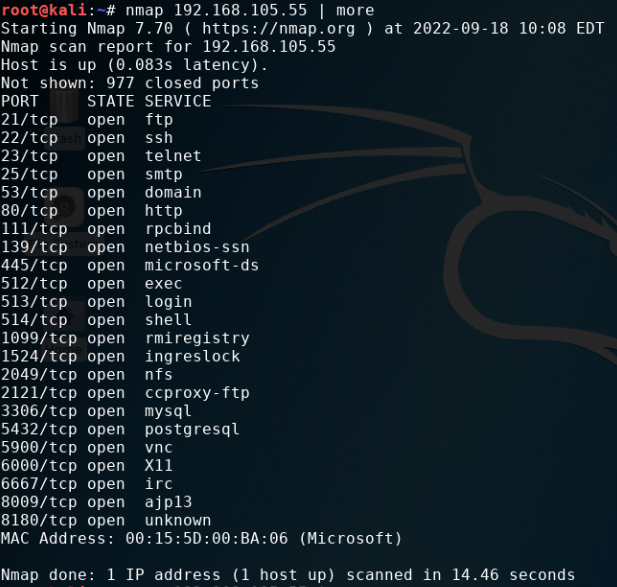 root@kali:~# nmap 192.168.105.55 | more
Starting Nmap 7.70 ( https://nmap.org ) at 2022-09-18 10:08 EDT
Nmap scan report for 192.168.105.55
Host is up (0.083s latency).
Not shown: 977 closed ports
PORT     STATE SERVICE
21/tcp   open  ftp
22/tcp   open  ssh
23/tcp   open  telnet
25/tcp   open  smtp
53/tcp   open  domain
80/tcp   open  http
111/tcp  open  rpcbind
139/tcp  open  netbios-ssn
445/tcp  open  microsoft-ds
512/tcp  open  exec
513/tcp  open  login
514/tcp  open  shell
1099/tcp open  rmiregistry
1524/tcp open  ingreslock
2049/tcp open  nfs
2121/tcp open  ccproxy-ftp
3306/tcp open  mysql
5432/tcp open  postgresql
5900/tcp open  vnc
6000/tcp open  X11
6667/tcp open  irc
8009/tcp open  ajp13
8180/tcp open  unknown
MAC Address: 00:15:5D:00:BA:06 (Microsoft)
Nmap done: 1 IP address (1 host up) scanned in 14.46 seconds